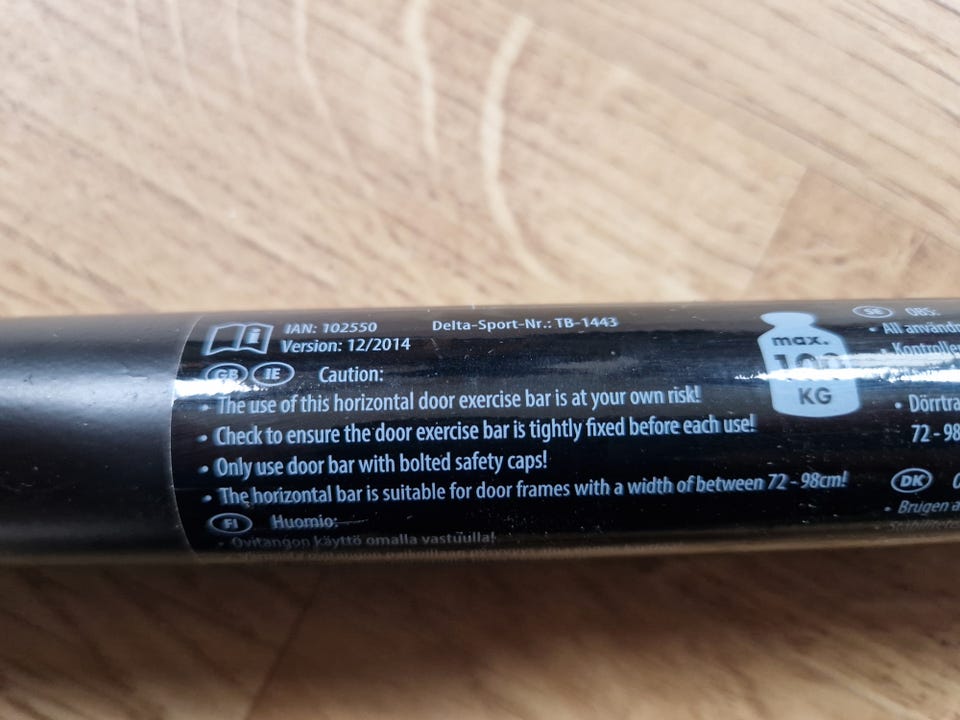 IAN: 102550
Version: 12/2014
Delta-Sport-Nr.: TB-1443
GB IE Caution:
• The use of this horizontal door exercise bar is at your own risk!
• Check to ensure the door exercise bar is tightly fixed before each use!
• Only use door bar with bolted safety caps!
• The horizontal bar is suitable for door frames with a width of between 72 - 98cm!
FI Huomio:
• Ovitangon käyttö omalla vastuulla!
max.
100
KG
SE OBS:
• All
• Kontroller
•
72 - 98
DK
• Brugen